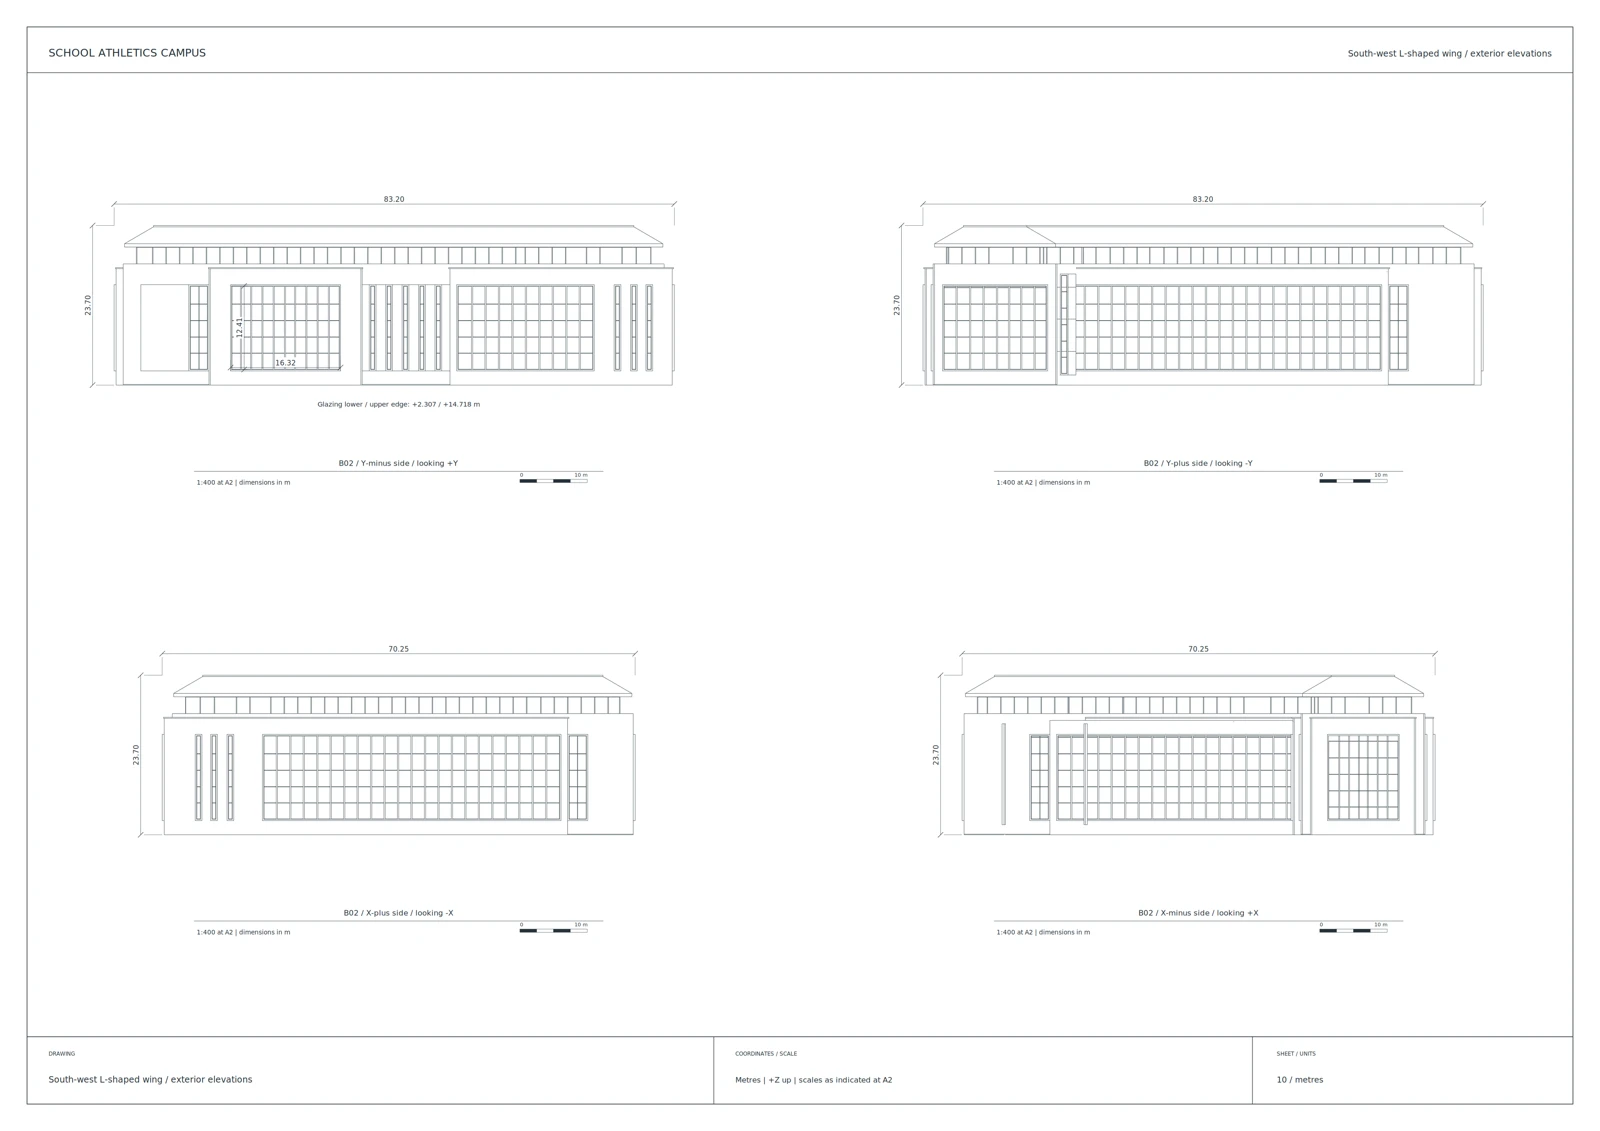 SCHOOL ATHLETICS CAMPUS
South-west L-shaped wing / exterior elevations
83.20
23.70
12.41
16.32
Glazing lower / upper edge: +2.307 / +14.718 m
B02 / Y-minus side / looking +Y
1:400 at A2 | dimensions in m
0 10 m
83.20
23.70
B02 / Y-plus side / looking -Y
1:400 at A2 | dimensions in m
0 10 m
70.25
23.70
B02 / X-plus side / looking -X
1:400 at A2 | dimensions in m
0 10 m
70.25
23.70
B02 / X-minus side / looking +X
1:400 at A2 | dimensions in m
0 10 m
DRAWING
South-west L-shaped wing / exterior elevations
COORDINATES / SCALE
Metres | +Z up | scales as indicated at A2
SHEET / UNITS
10 / metres